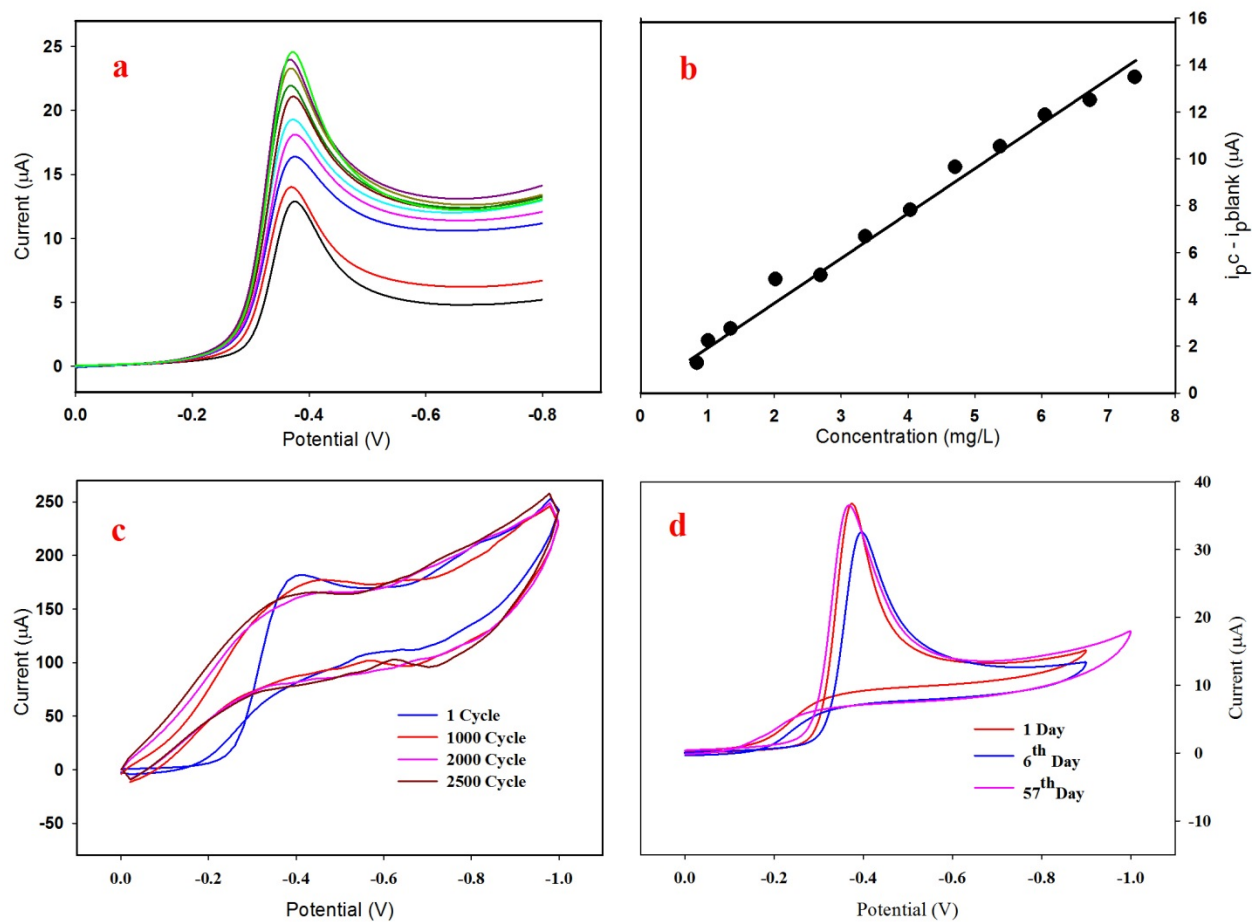 a
25
20
15
10
5
0
Current (µA)
0.0 -0.2 -0.4 -0.6 -0.8
Potential (V)
b
16
14
12
10
8
6
4
2
0
ipc - ipblank (µA)
0 1 2 3 4 5 6 7 8
Concentration (mg/L)
c
250
200
150
100
50
0
-50
Current (µA)
1 Cycle
1000 Cycle
2000 Cycle
2500 Cycle
0.0 -0.2 -0.4 -0.6 -0.8 -1.0
Potential (V)
d
40
30
20
10
0
-10
Current (µA)
1 Day
6th Day
57th Day
0.0 -0.2 -0.4 -0.6 -0.8 -1.0
Potential (V)